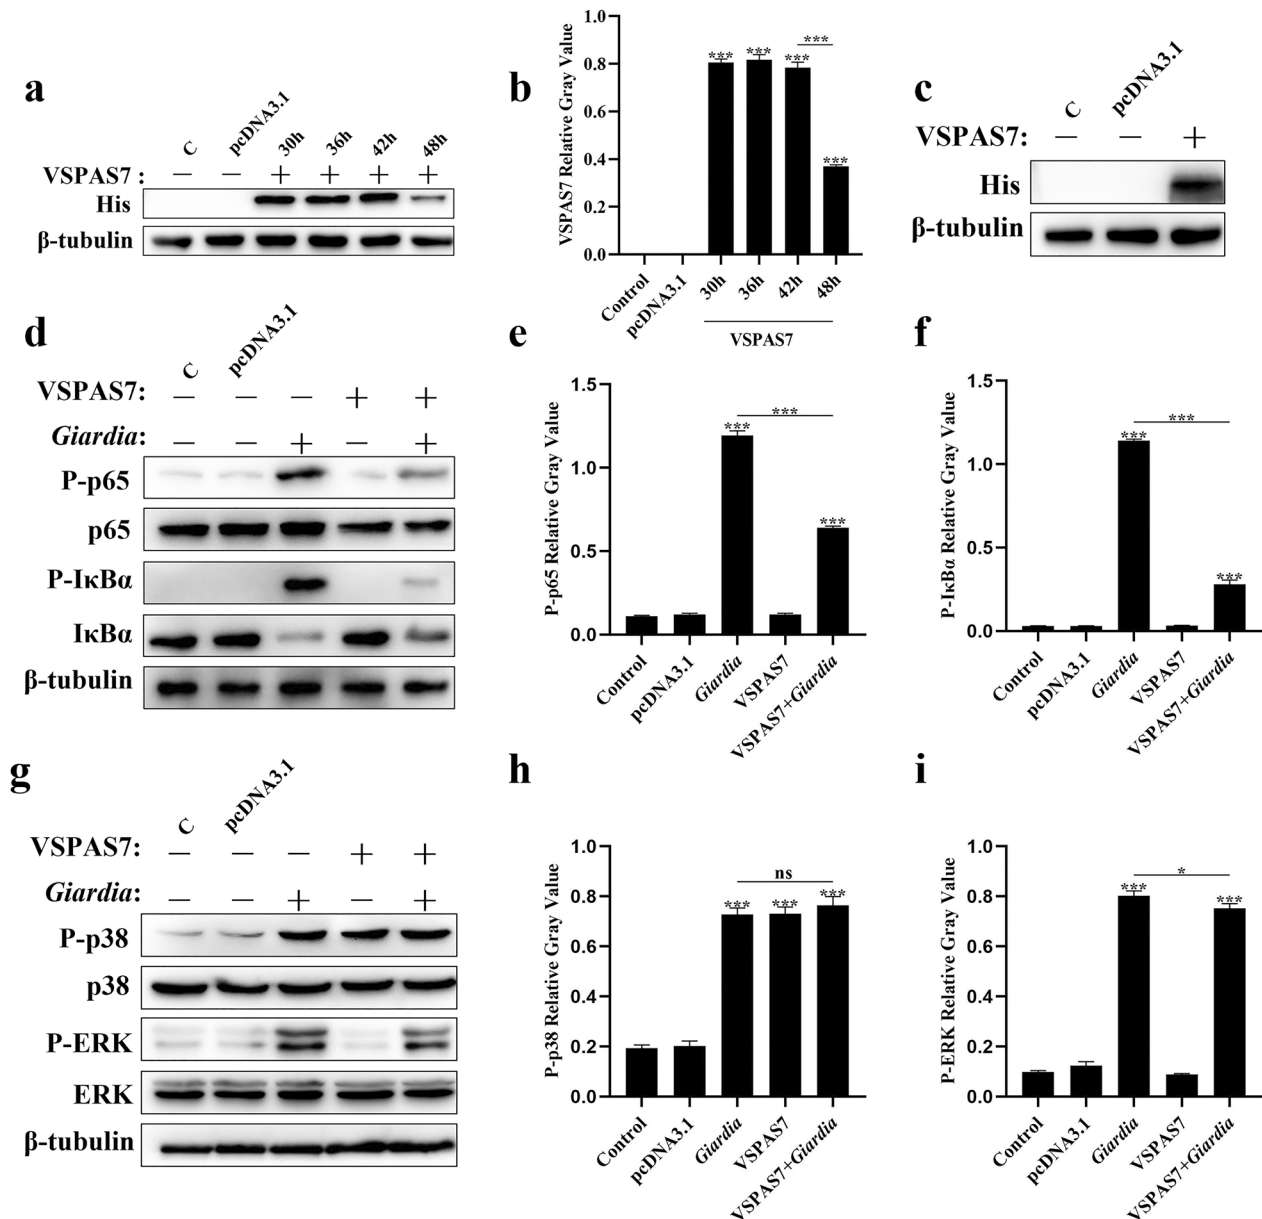 a
C
pcDNA3.1
30h
36h
42h
48h
VSPAS7 : — — + + + +
His
β-tubulin
b
VSPAS7 Relative Gray Value
1.0
0.8
0.6
0.4
0.2
0.0
*** *** *** *** ***
Control
pcDNA3.1
30h
36h
42h
48h
VSPAS7
c
C
pcDNA3.1
VSPAS7: — — +
His
β-tubulin
d
C
pcDNA3.1
VSPAS7: — — — + +
Giardia: — — + — +
P-p65
p65
P-IκBα
IκBα
β-tubulin
e
P-p65 Relative Gray Value
1.5
1.0
0.5
0.0
*** *** ***
Control
pcDNA3.1
Giardia
VSPAS7
VSPAS7+Giardia
f
P-IκBα Relative Gray Value
1.5
1.0
0.5
0.0
*** *** ***
Control
pcDNA3.1
Giardia
VSPAS7
VSPAS7+Giardia
g
C
pcDNA3.1
VSPAS7: — — — + +
Giardia: — — + — +
P-p38
p38
P-ERK
ERK
β-tubulin
h
P-p38 Relative Gray Value
1.0
0.8
0.6
0.4
0.2
0.0
ns
*** *** ***
Control
pcDNA3.1
Giardia
VSPAS7
VSPAS7+Giardia
i
P-ERK Relative Gray Value
1.0
0.8
0.6
0.4
0.2
0.0
*
*** ***
Control
pcDNA3.1
Giardia
VSPAS7
VSPAS7+Giardia